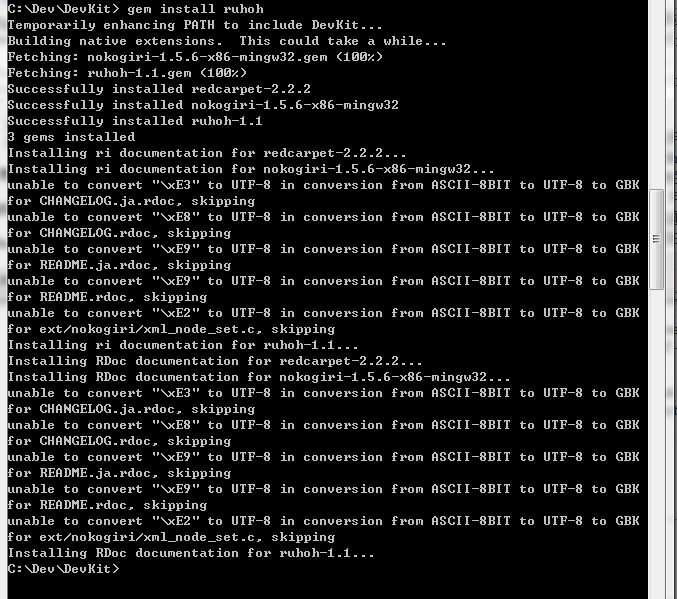 C:\Dev\DevKit> gem install ruhoh
Temporarily enhancing PATH to include DevKit...
Building native extensions.  This could take a while...
Fetching: nokogiri-1.5.6-x86-mingw32.gem (100%)
Fetching: ruhoh-1.1.gem (100%)
Successfully installed redcarpet-2.2.2
Successfully installed nokogiri-1.5.6-x86-mingw32
Successfully installed ruhoh-1.1
3 gems installed
Installing ri documentation for redcarpet-2.2.2...
Installing ri documentation for nokogiri-1.5.6-x86-mingw32...
unable to convert "\xE3" to UTF-8 in conversion from ASCII-8BIT to UTF-8 to GBK
for CHANGELOG.ja.rdoc, skipping
unable to convert "\xE8" to UTF-8 in conversion from ASCII-8BIT to UTF-8 to GBK
for CHANGELOG.rdoc, skipping
unable to convert "\xE9" to UTF-8 in conversion from ASCII-8BIT to UTF-8 to GBK
for README.ja.rdoc, skipping
unable to convert "\xE9" to UTF-8 in conversion from ASCII-8BIT to UTF-8 to GBK
for README.rdoc, skipping
unable to convert "\xE2" to UTF-8 in conversion from ASCII-8BIT to UTF-8 to GBK
for ext/nokogiri/xml_node_set.c, skipping
Installing ri documentation for ruhoh-1.1...
Installing RDoc documentation for redcarpet-2.2.2...
Installing RDoc documentation for nokogiri-1.5.6-x86-mingw32...
unable to convert "\xE3" to UTF-8 in conversion from ASCII-8BIT to UTF-8 to GBK
for CHANGELOG.ja.rdoc, skipping
unable to convert "\xE8" to UTF-8 in conversion from ASCII-8BIT to UTF-8 to GBK
for CHANGELOG.rdoc, skipping
unable to convert "\xE9" to UTF-8 in conversion from ASCII-8BIT to UTF-8 to GBK
for README.ja.rdoc, skipping
unable to convert "\xE9" to UTF-8 in conversion from ASCII-8BIT to UTF-8 to GBK
for README.rdoc, skipping
unable to convert "\xE2" to UTF-8 in conversion from ASCII-8BIT to UTF-8 to GBK
for ext/nokogiri/xml_node_set.c, skipping
Installing RDoc documentation for ruhoh-1.1...
C:\Dev\DevKit>